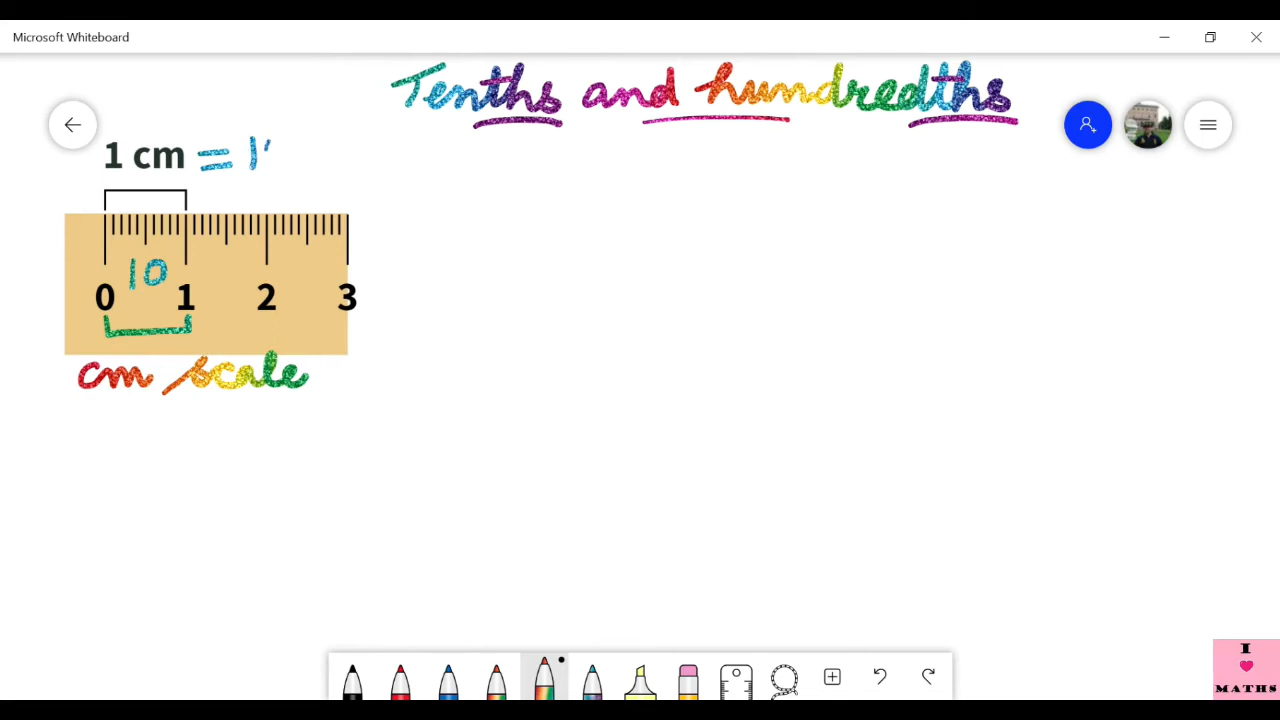 Microsoft Whiteboard
Tenths and hundredths
1 cm = 1
10
0 1 2 3
cm scale
I
MATHS